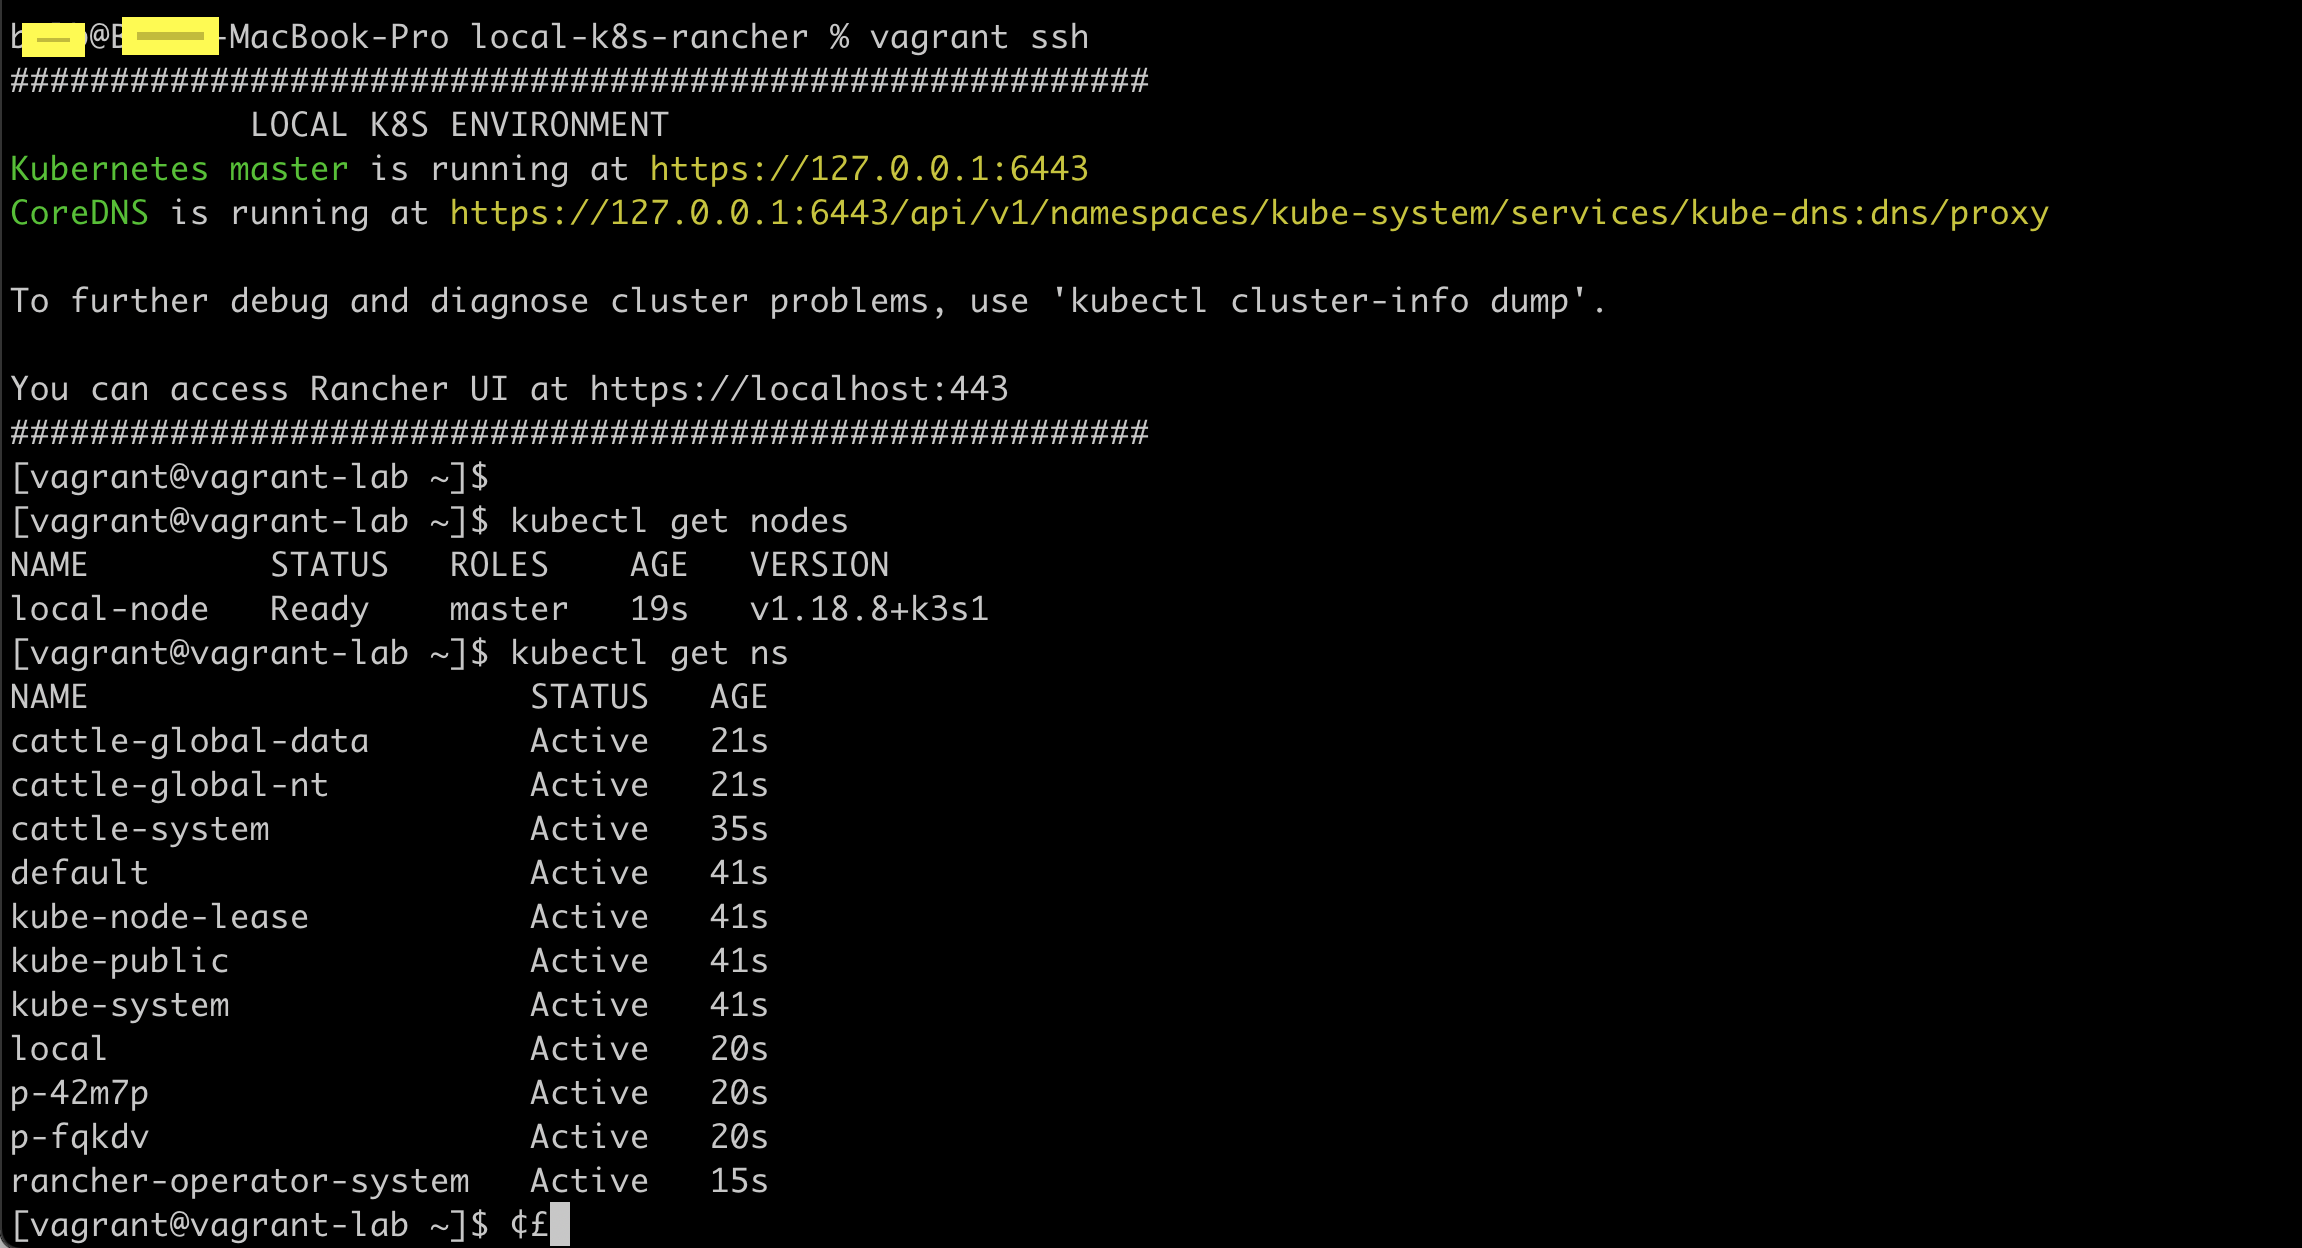 -MacBook-Pro local-k8s-rancher % vagrant ssh
#########################################################
LOCAL K8S ENVIRONMENT
Kubernetes master is running at https://127.0.0.1:6443
CoreDNS is running at https://127.0.0.1:6443/api/v1/namespaces/kube-system/services/kube-dns:dns/proxy
To further debug and diagnose cluster problems, use 'kubectl cluster-info dump'.
You can access Rancher UI at https://localhost:443
#########################################################
[vagrant@vagrant-lab ~]$
[vagrant@vagrant-lab ~]$ kubectl get nodes
NAME         STATUS   ROLES    AGE   VERSION
local-node   Ready    master   19s   v1.18.8+k3s1
[vagrant@vagrant-lab ~]$ kubectl get ns
NAME                      STATUS   AGE
cattle-global-data        Active   21s
cattle-global-nt          Active   21s
cattle-system             Active   35s
default                   Active   41s
kube-node-lease           Active   41s
kube-public               Active   41s
kube-system               Active   41s
local                     Active   20s
p-42m7p                   Active   20s
p-fqkdv                   Active   20s
rancher-operator-system   Active   15s
[vagrant@vagrant-lab ~]$ ¢£